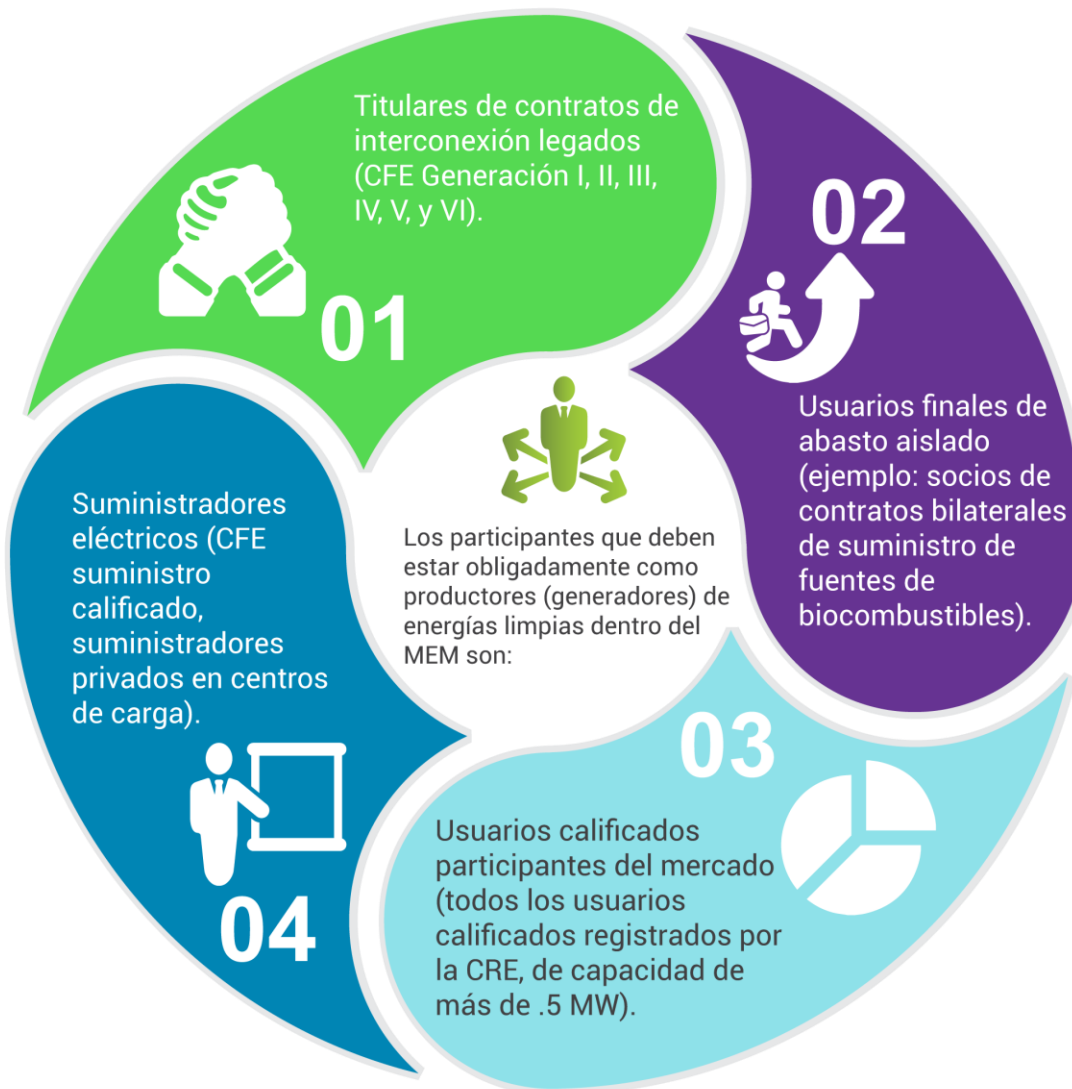 Titulares de contratos de
interconexión legados
(CFE Generación I, II, III,
IV, V, y VI).
01
02
Usuarios finales de
abasto aislado
(ejemplo: socios de
contratos bilaterales
de suministro de
fuentes de
biocombustibles).
Los participantes que deben
estar obligadamente como
productores (generadores) de
energías limpias dentro del
MEM son:
03
Usuarios calificados
participantes del mercado
(todos los usuarios
calificados registrados por
la CRE, de capacidad de
más de .5 MW).
Suministradores
eléctricos (CFE
suministro
calificado,
suministradores
privados en centros
de carga).
04